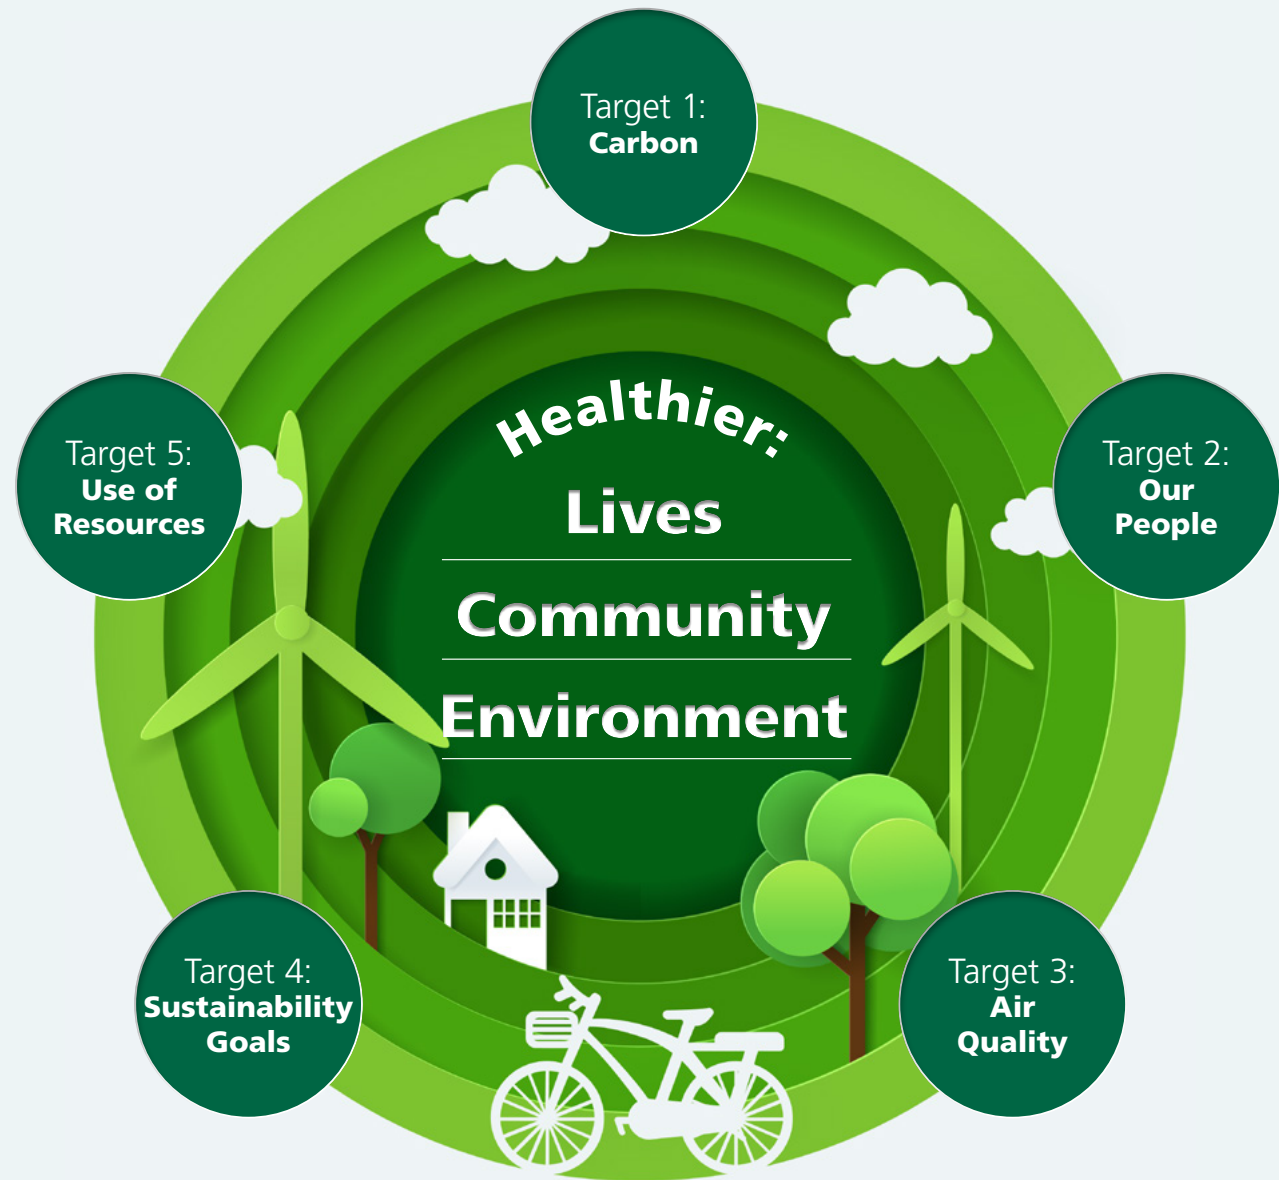 Target 1:
Carbon
Healthier:
Lives
Community
Environment
Target 2:
Our
People
Target 3:
Air
Quality
Target 4:
Sustainability
Goals
Target 5:
Use of
Resources